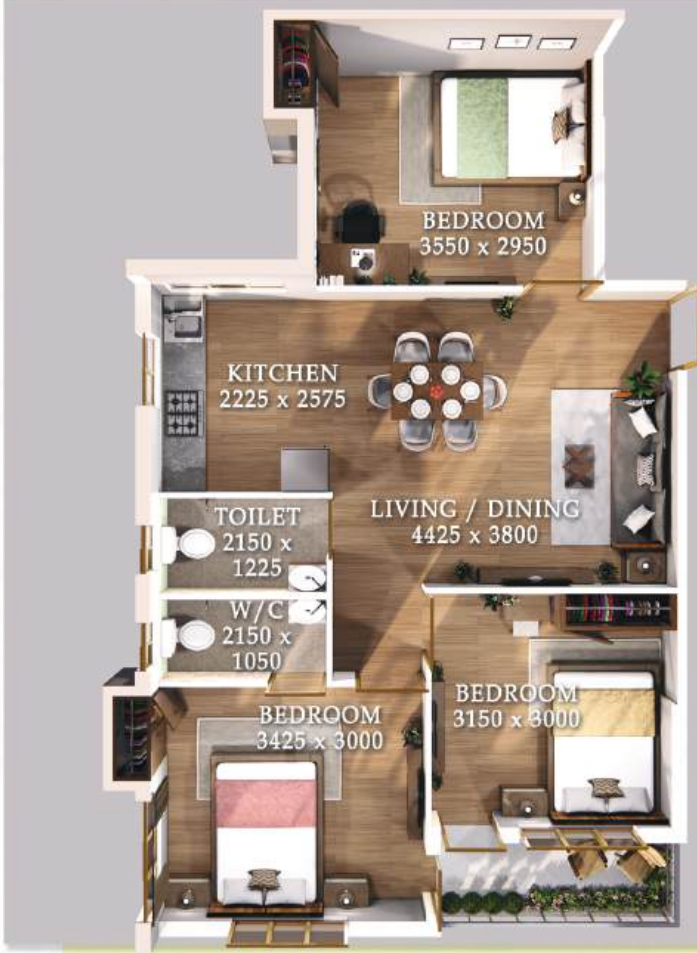 BEDROOM
3550 x 2950
KITCHEN
2225 x 2575
LIVING / DINING
4425 x 3800
TOILET
2150 x
1225
W/C
2150 x
1050
BEDROOM
3425 x 3000
BEDROOM
3150 x 3000